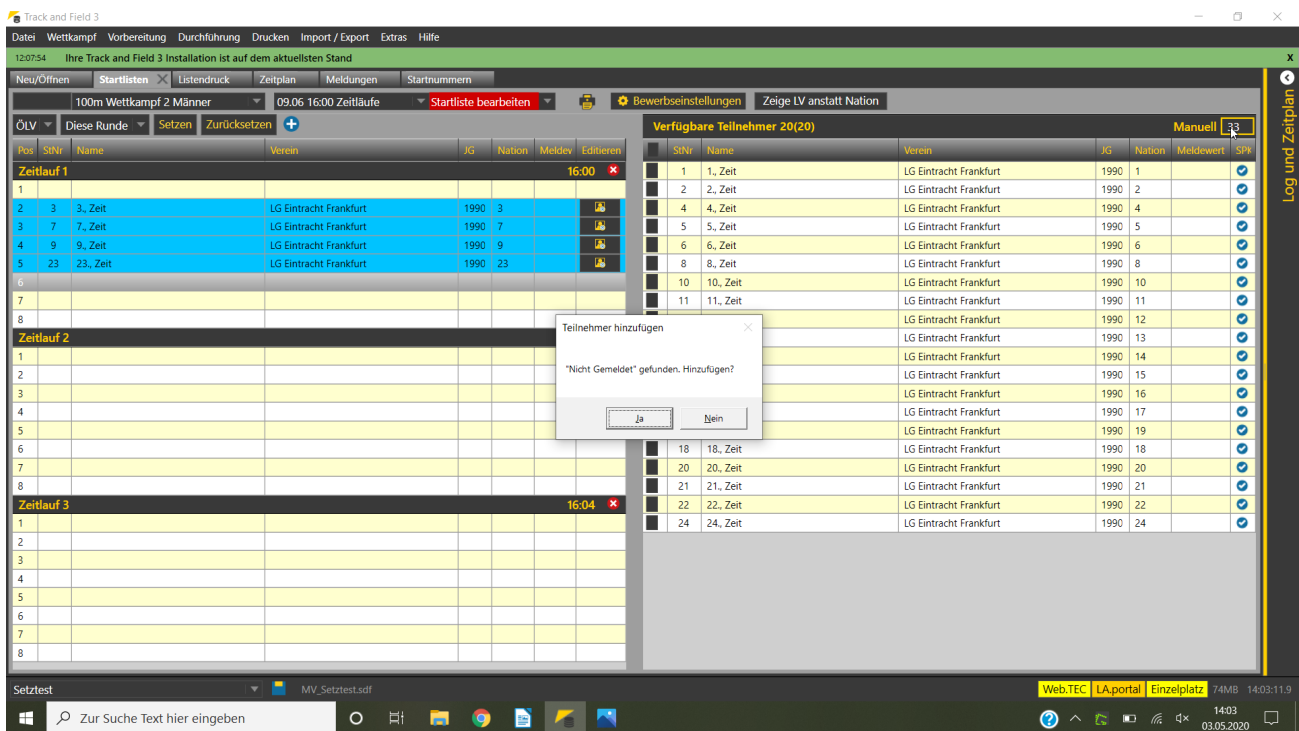 Track and Field 3
Datei Wettkampf Vorbereitung Durchführung Drucken Import / Export Extras Hilfe
12:07:54 Ihre Track and Field 3 Installation ist auf dem aktuellsten Stand X
Neu/Öffnen Startlisten Listendruck Zeitplan Meldungen Startnummern
100m Wettkampf 2 Männer 09.06 16:00 Zeitläufe Startliste bearbeiten Bewerbseinstellungen Zeige LV anstatt Nation
ÖLV Diese Runde Setzen Zurücksetzen Verfügbare Teilnehmer 20(20) Manuell 33
Log und Zeitplan
Pos StNr Name Verein JG Nation Meldev Editieren
Zeitlauf 1 16:00
1
2 3 3., Zeit LG Eintracht Frankfurt 1990 3
3 7 7., Zeit LG Eintracht Frankfurt 1990 7
4 9 9., Zeit LG Eintracht Frankfurt 1990 9
5 23 23., Zeit LG Eintracht Frankfurt 1990 23
6
7
8
Zeitlauf 2
1
2
3
4
5
6
7
8
Zeitlauf 3 16:04
1
2
3
4
5
6
7
8
StNr Name Verein JG Nation Meldewert SPK
1 1., Zeit LG Eintracht Frankfurt 1990 1
2 2., Zeit LG Eintracht Frankfurt 1990 2
4 4., Zeit LG Eintracht Frankfurt 1990 4
5 5., Zeit LG Eintracht Frankfurt 1990 5
6 6., Zeit LG Eintracht Frankfurt 1990 6
8 8., Zeit LG Eintracht Frankfurt 1990 8
10 10., Zeit LG Eintracht Frankfurt 1990 10
11 11., Zeit LG Eintracht Frankfurt 1990 11
LG Eintracht Frankfurt 1990 12
LG Eintracht Frankfurt 1990 13
LG Eintracht Frankfurt 1990 14
LG Eintracht Frankfurt 1990 15
LG Eintracht Frankfurt 1990 16
LG Eintracht Frankfurt 1990 17
LG Eintracht Frankfurt 1990 19
18 18., Zeit LG Eintracht Frankfurt 1990 18
20 20., Zeit LG Eintracht Frankfurt 1990 20
21 21., Zeit LG Eintracht Frankfurt 1990 21
22 22., Zeit LG Eintracht Frankfurt 1990 22
24 24., Zeit LG Eintracht Frankfurt 1990 24
Teilnehmer hinzufügen
"Nicht Gemeldet" gefunden. Hinzufügen?
Ja Nein
Setztest MV_Setztest.sdf Web.TEC LA.portal Einzelplatz 74MB 14:03:11.9
Zur Suche Text hier eingeben 14:03
03.05.2020